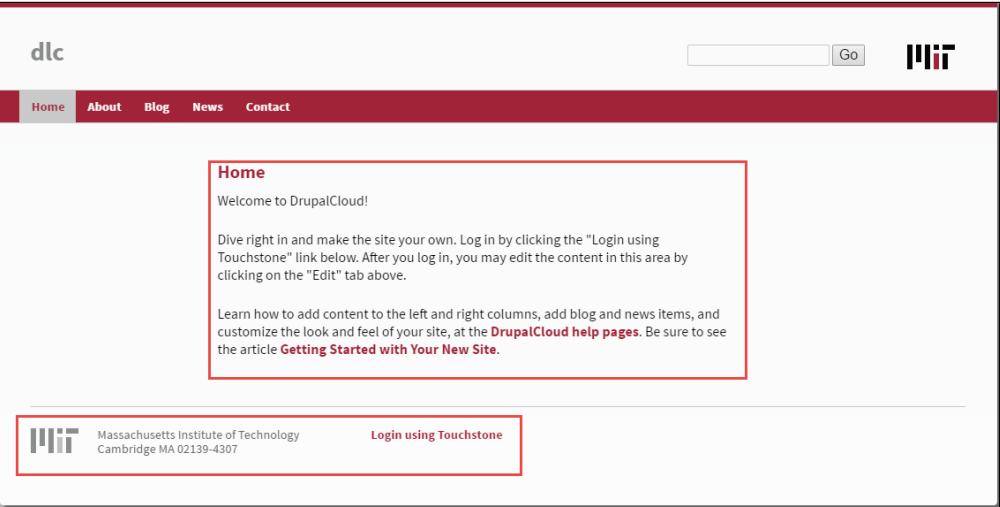 dlc
Go
MIT
Home About Blog News Contact
Home
Welcome to DrupalCloud!
Dive right in and make the site your own. Log in by clicking the "Login using
Touchstone" link below. After you log in, you may edit the content in this area by
clicking on the "Edit" tab above.
Learn how to add content to the left and right columns, add blog and news items, and
customize the look and feel of your site, at the DrupalCloud help pages. Be sure to see
the article Getting Started with Your New Site.
MIT
Massachusetts Institute of Technology
Cambridge MA 02139-4307
Login using Touchstone